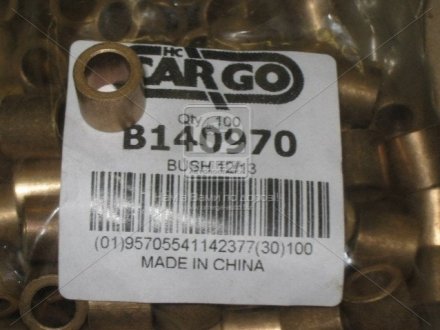 HC
CARGO
Qty. 100
B140970
BUSH 12/13
(01)95705541142377(30)100
MADE IN CHINA